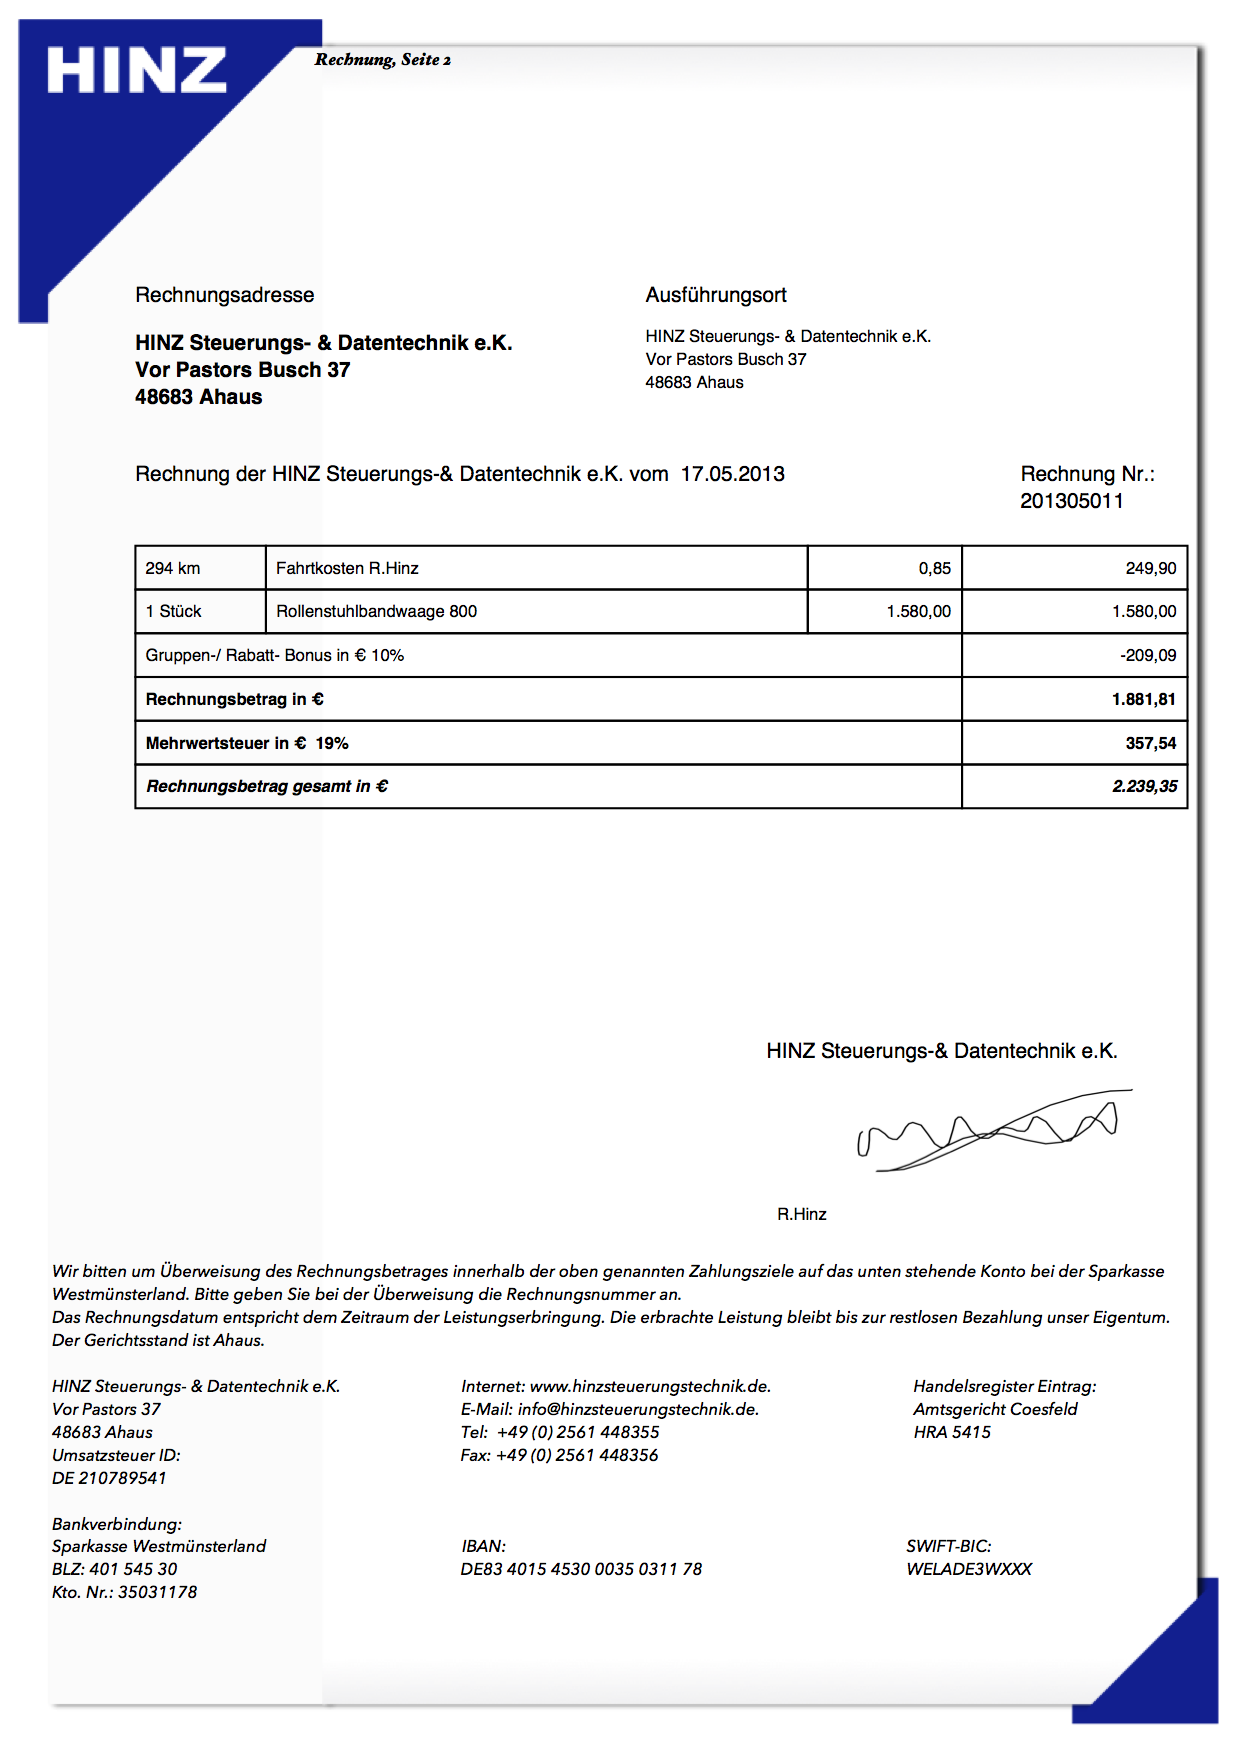 HINZ
Rechnung, Seite 2
Rechnungsadresse
HINZ Steuerungs- & Datentechnik e.K.
Vor Pastors Busch 37
48683 Ahaus
Ausführungsort
HINZ Steuerungs- & Datentechnik e.K.
Vor Pastors Busch 37
48683 Ahaus
Rechnung der HINZ Steuerungs-& Datentechnik e.K. vom 17.05.2013
Rechnung Nr.:
201305011
294 km Fahrtkosten R.Hinz 0,85 249,90
1 Stück Rollenstuhlbandwaage 800 1.580,00 1.580,00
Gruppen-/ Rabatt- Bonus in € 10% -209,09
Rechnungsbetrag in € 1.881,81
Mehrwertsteuer in € 19% 357,54
Rechnungsbetrag gesamt in € 2.239,35
HINZ Steuerungs-& Datentechnik e.K.
R.Hinz
Wir bitten um Überweisung des Rechnungsbetrages innerhalb der oben genannten Zahlungsziele auf das unten stehende Konto bei der Sparkasse
Westmünsterland. Bitte geben Sie bei der Überweisung die Rechnungsnummer an.
Das Rechnungsdatum entspricht dem Zeitraum der Leistungserbringung. Die erbrachte Leistung bleibt bis zur restlosen Bezahlung unser Eigentum.
Der Gerichtsstand ist Ahaus.
HINZ Steuerungs- & Datentechnik e.K.
Vor Pastors 37
48683 Ahaus
Umsatzsteuer ID:
DE 210789541
Internet: www.hinzsteuerungstechnik.de.
E-Mail: info@hinzsteuerungstechnik.de.
Tel: +49 (0) 2561 448355
Fax: +49 (0) 2561 448356
Handelsregister Eintrag:
Amtsgericht Coesfeld
HRA 5415
Bankverbindung:
Sparkasse Westmünsterland
BLZ: 401 545 30
Kto. Nr.: 35031178
IBAN:
DE83 4015 4530 0035 0311 78
SWIFT-BIC:
WELADE3WXXX